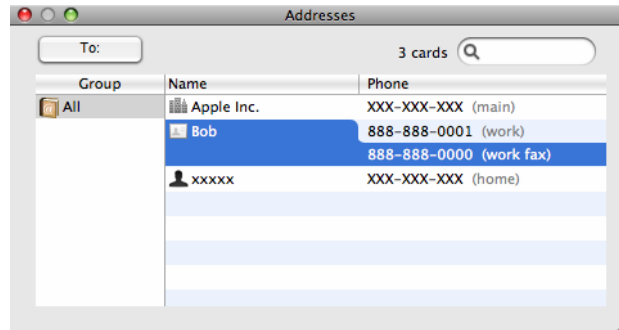 Addresses
To:
3 cards
Group Name Phone
All Apple Inc. XXX-XXX-XXX (main)
Bob 888-888-0001 (work)
888-888-0000 (work fax)
xxxxx XXX-XXX-XXX (home)